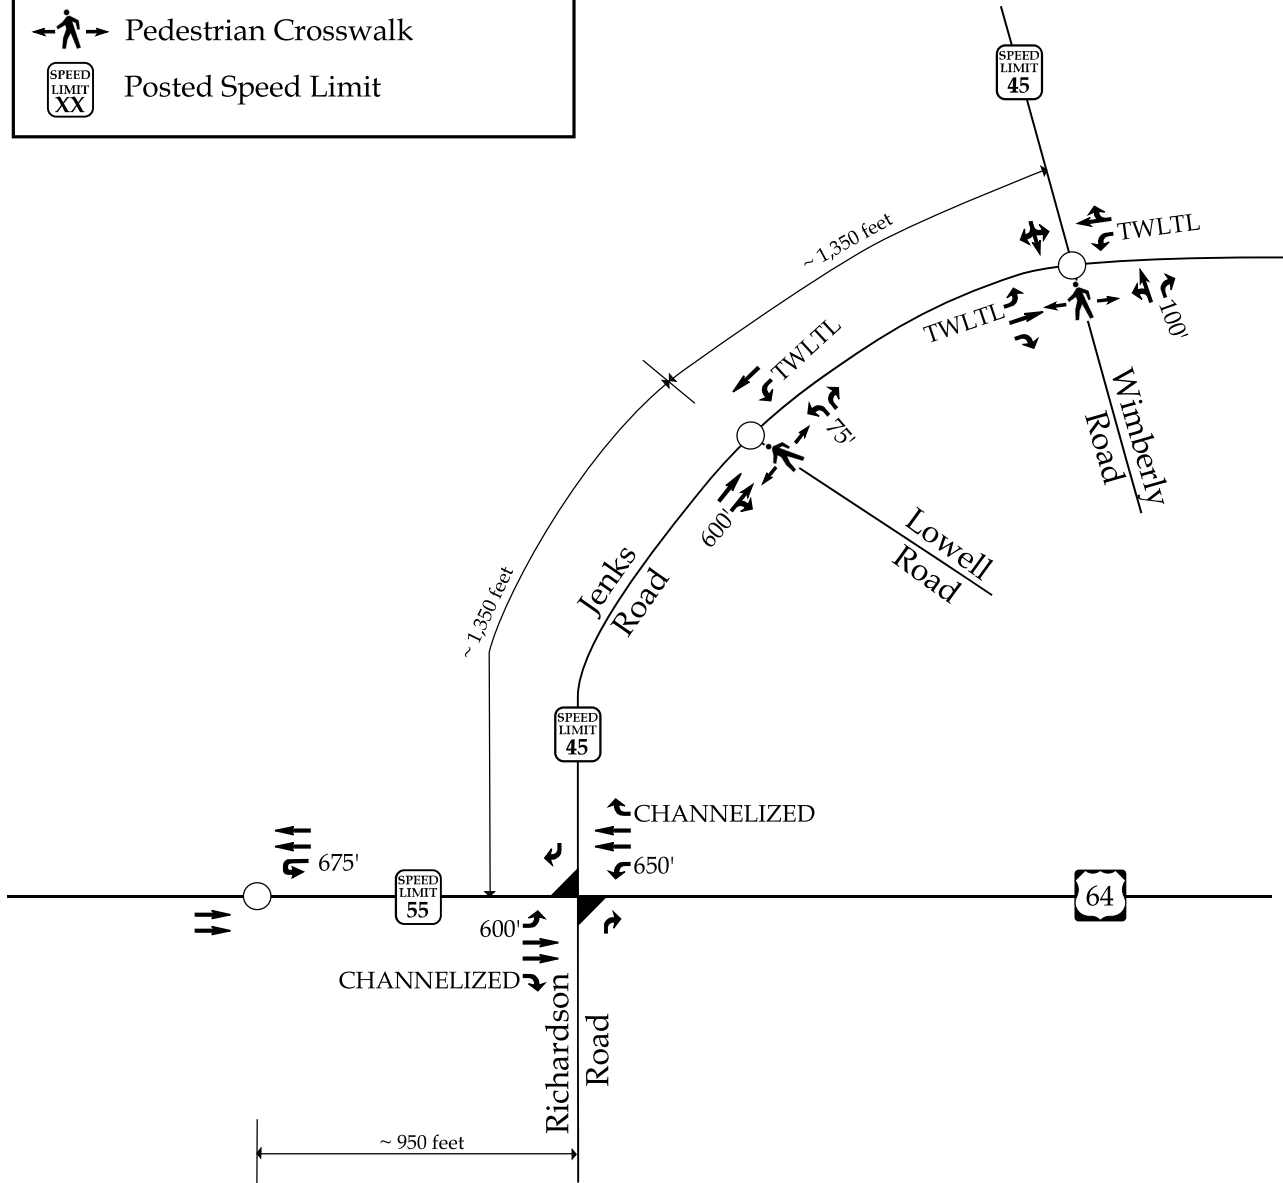 Pedestrian Crosswalk
SPEED
LIMIT
XX
Posted Speed Limit
SPEED
LIMIT
45
~ 1,350 feet
TWLTL
TWLTL
100'
TWLTL
75'
Wimberly
Road
600'
Lowell
Road
Jenks
Road
~ 1,350 feet
SPEED
LIMIT
45
CHANNELIZED
675'
650'
SPEED
LIMIT
55
64
600'
CHANNELIZED
Richardson
Road
~ 950 feet